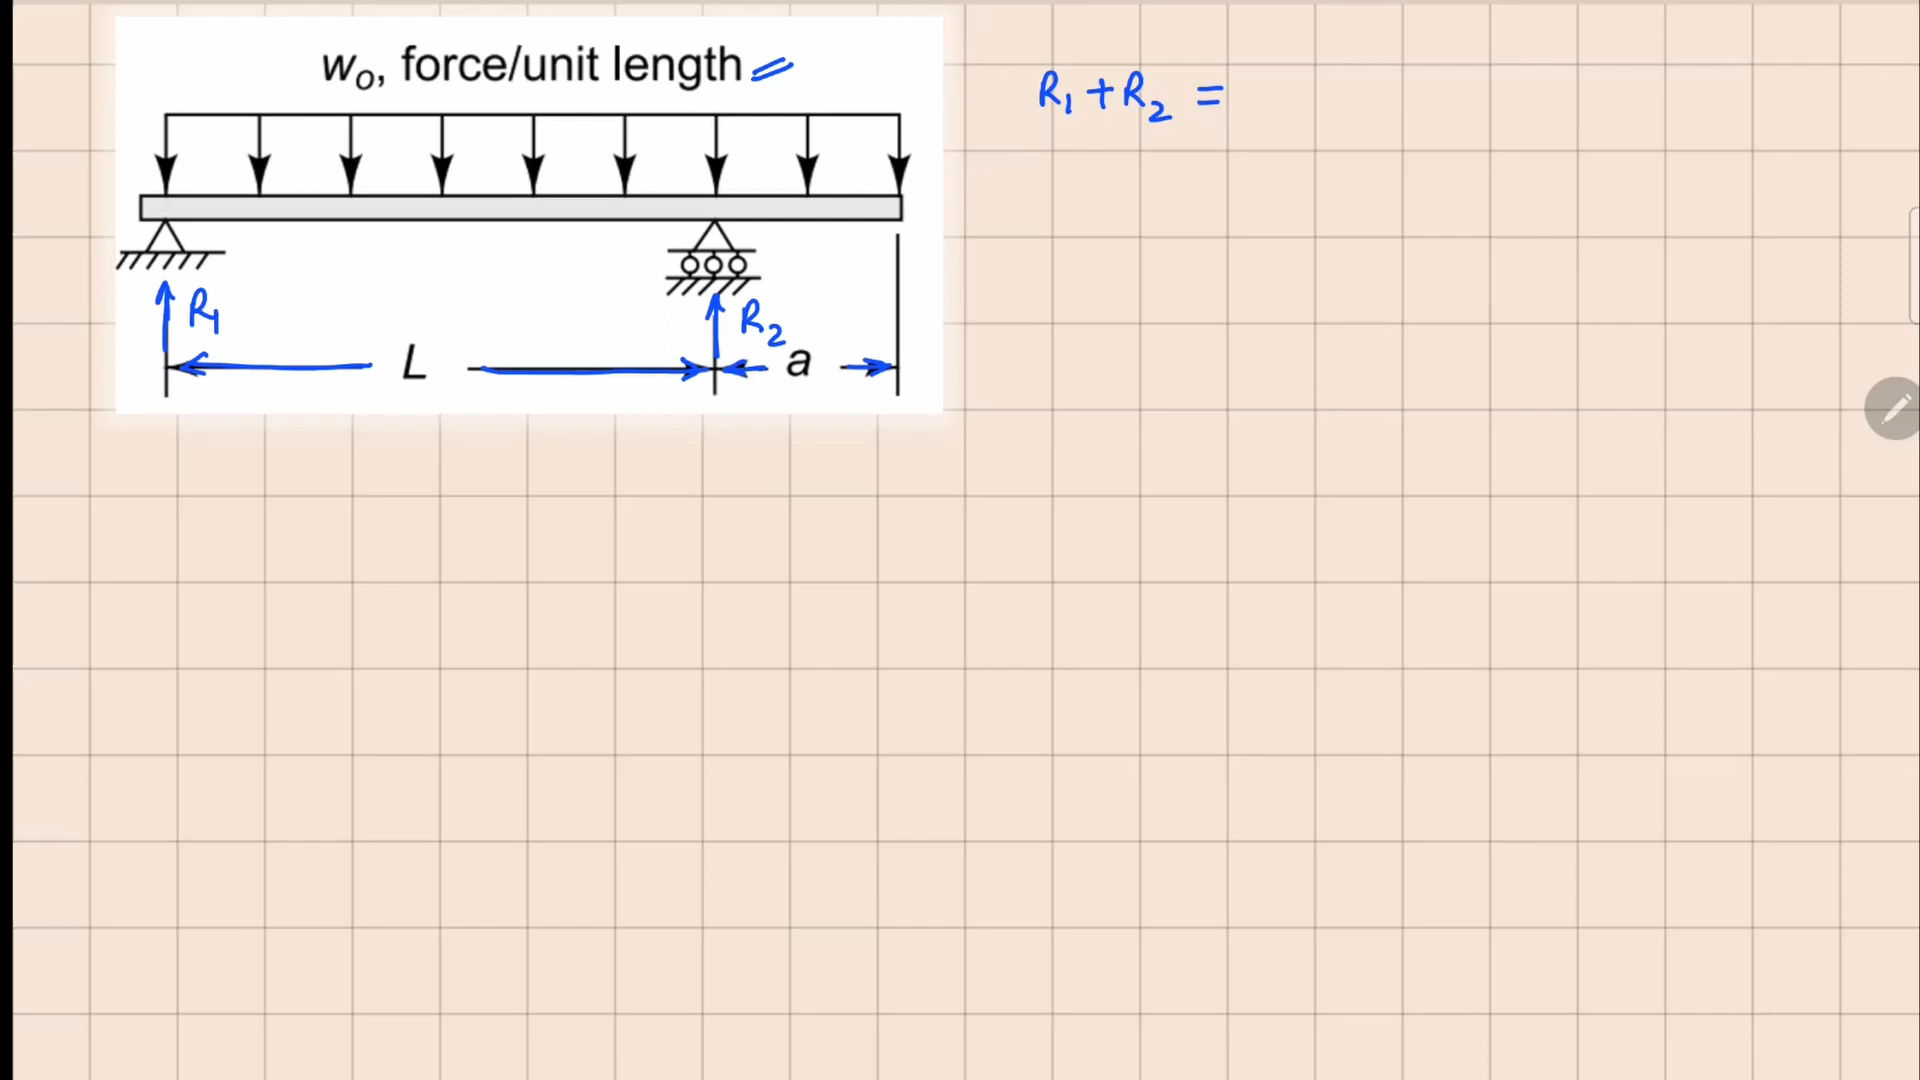 w₀, force/unit length
R₁ + R₂ =
R₁
R₂
L
a